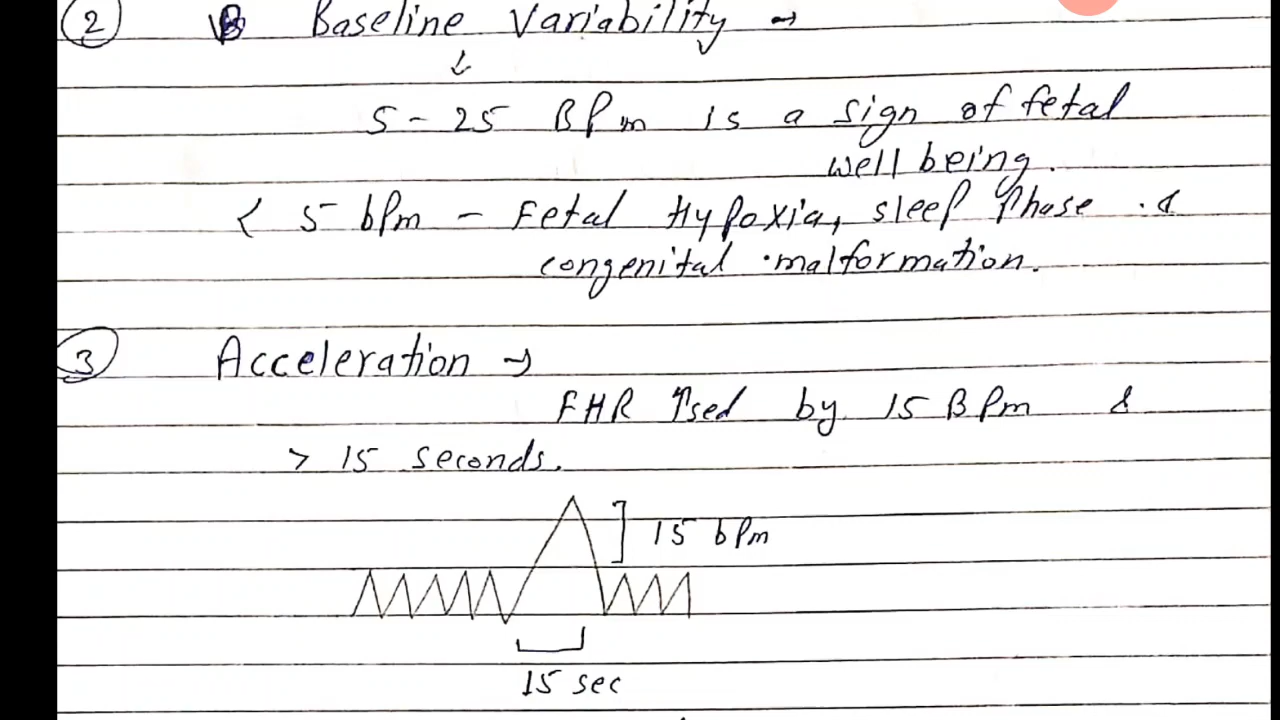 ② Baseline Variability →
↓
5 - 25 BPm is a sign of fetal
well being.
< 5 bPm - Fetal Hypoxia, sleep Phase &
congenital malformation.
③ Acceleration →
FHR ↑sed by 15 BPm &
> 15 seconds.
15 bPm
15 sec